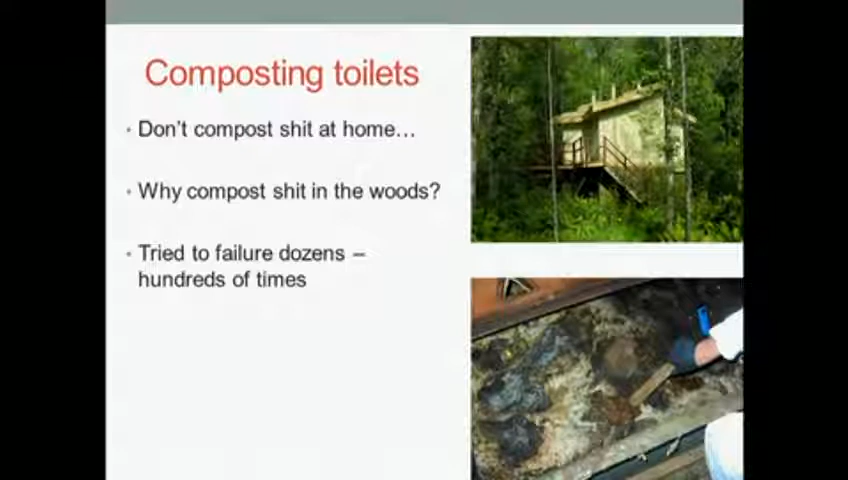 Composting toilets
• Don't compost shit at home…
• Why compost shit in the woods?
• Tried to failure dozens –
hundreds of times